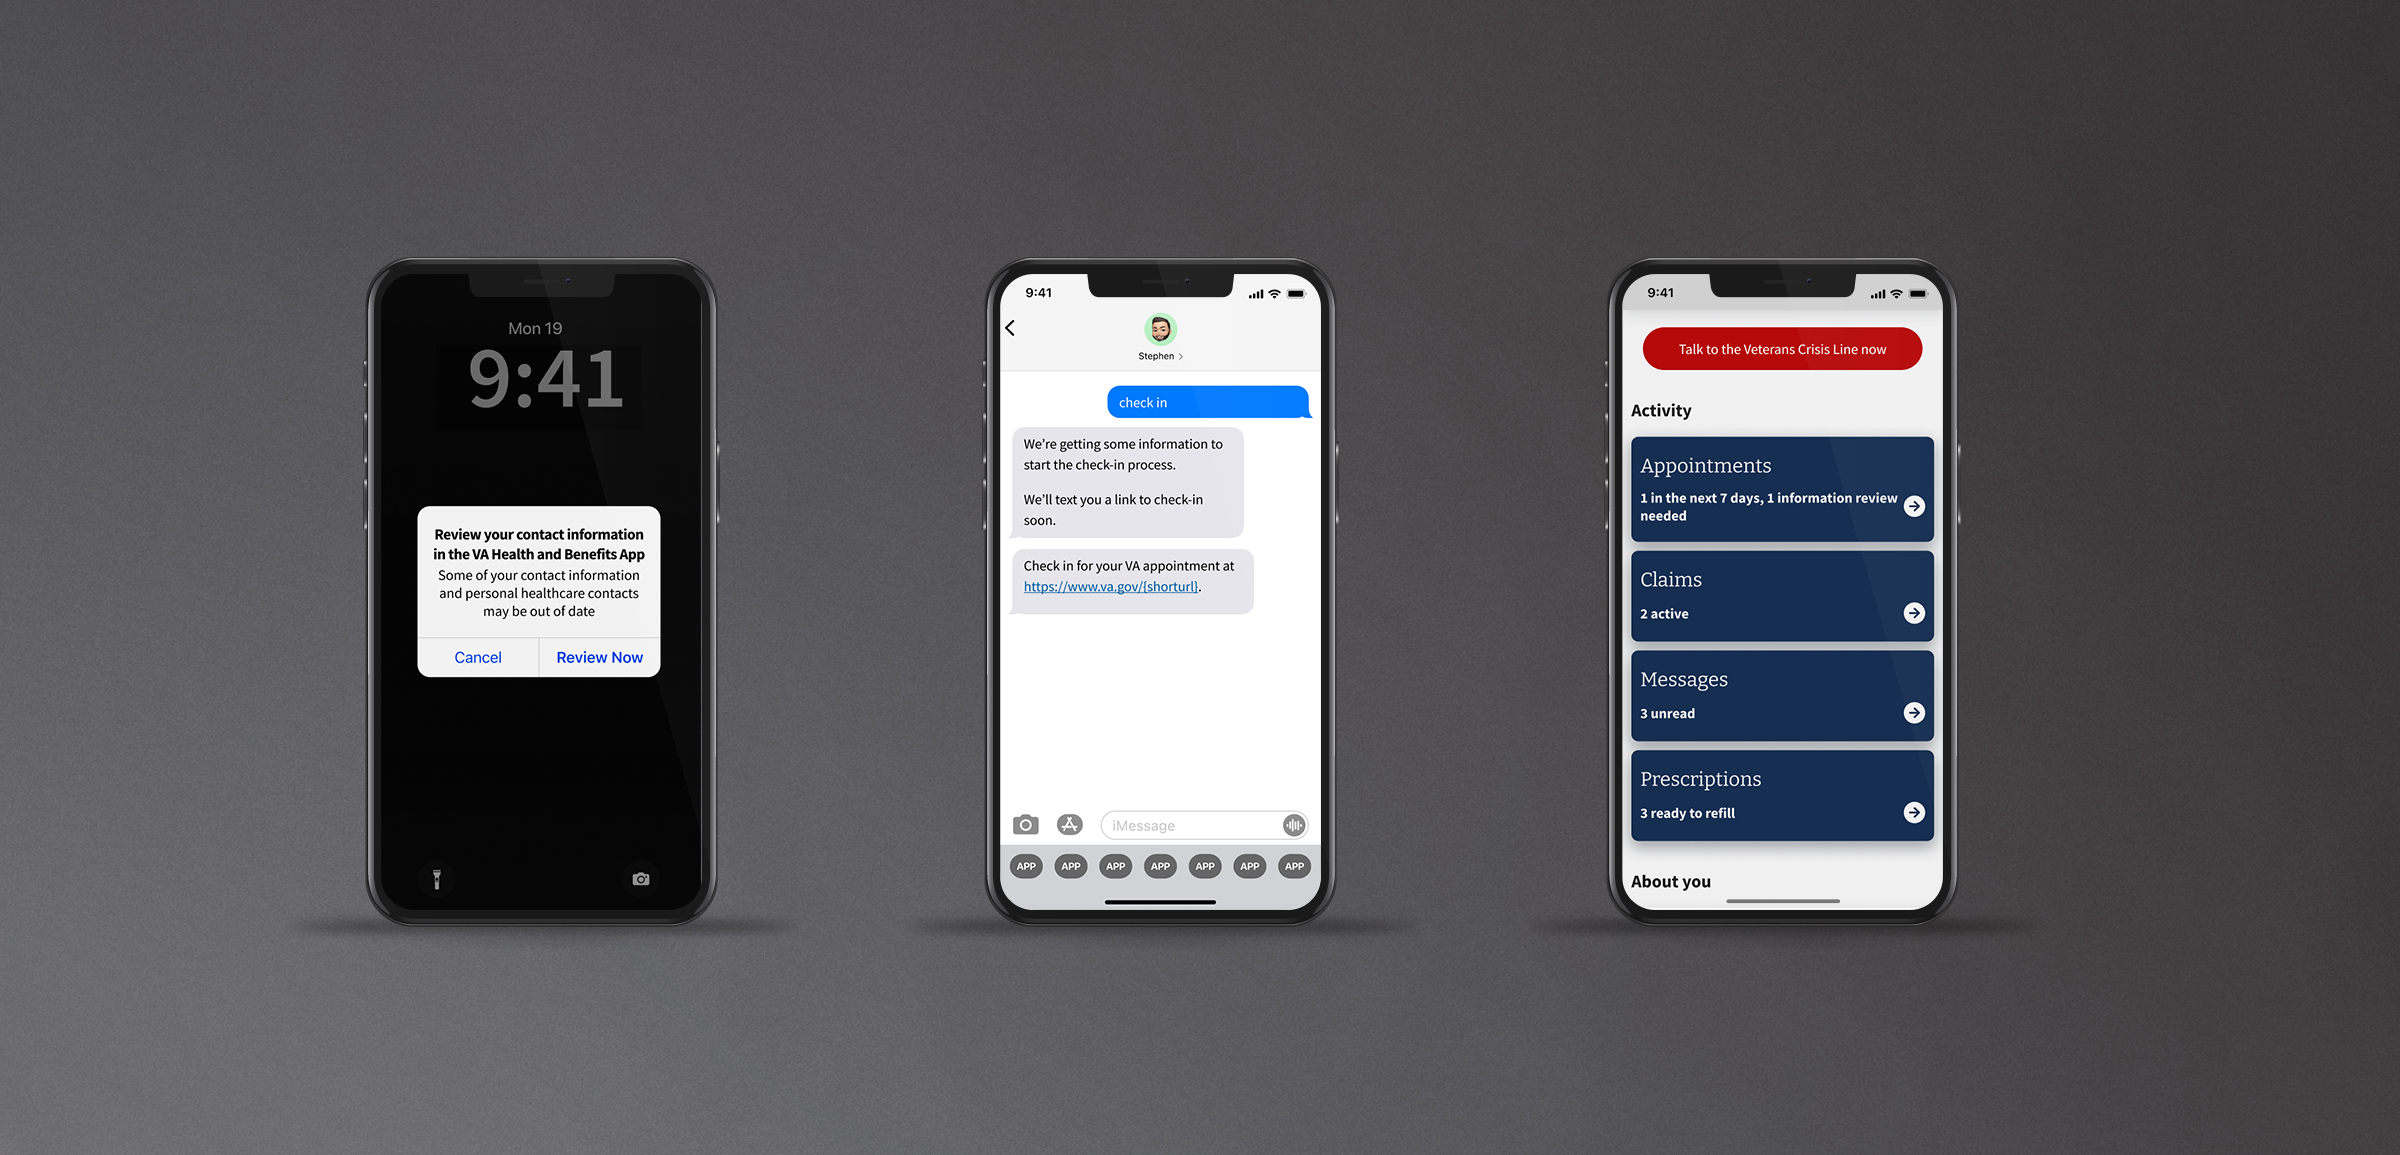 Mon 19
9:41
Review your contact information
in the VA Health and Benefits App
Some of your contact information
and personal healthcare contacts
may be out of date
Cancel
Review Now
9:41
Stephen
check in
We're getting some information to
start the check-in process.
We'll text you a link to check-in
soon.
Check in for your VA appointment at
https://www.va.gov/{shorturl}.
iMessage
APP APP APP APP APP APP APP
9:41
Talk to the Veterans Crisis Line now
Activity
Appointments
1 in the next 7 days, 1 information review
needed
Claims
2 active
Messages
3 unread
Prescriptions
3 ready to refill
About you